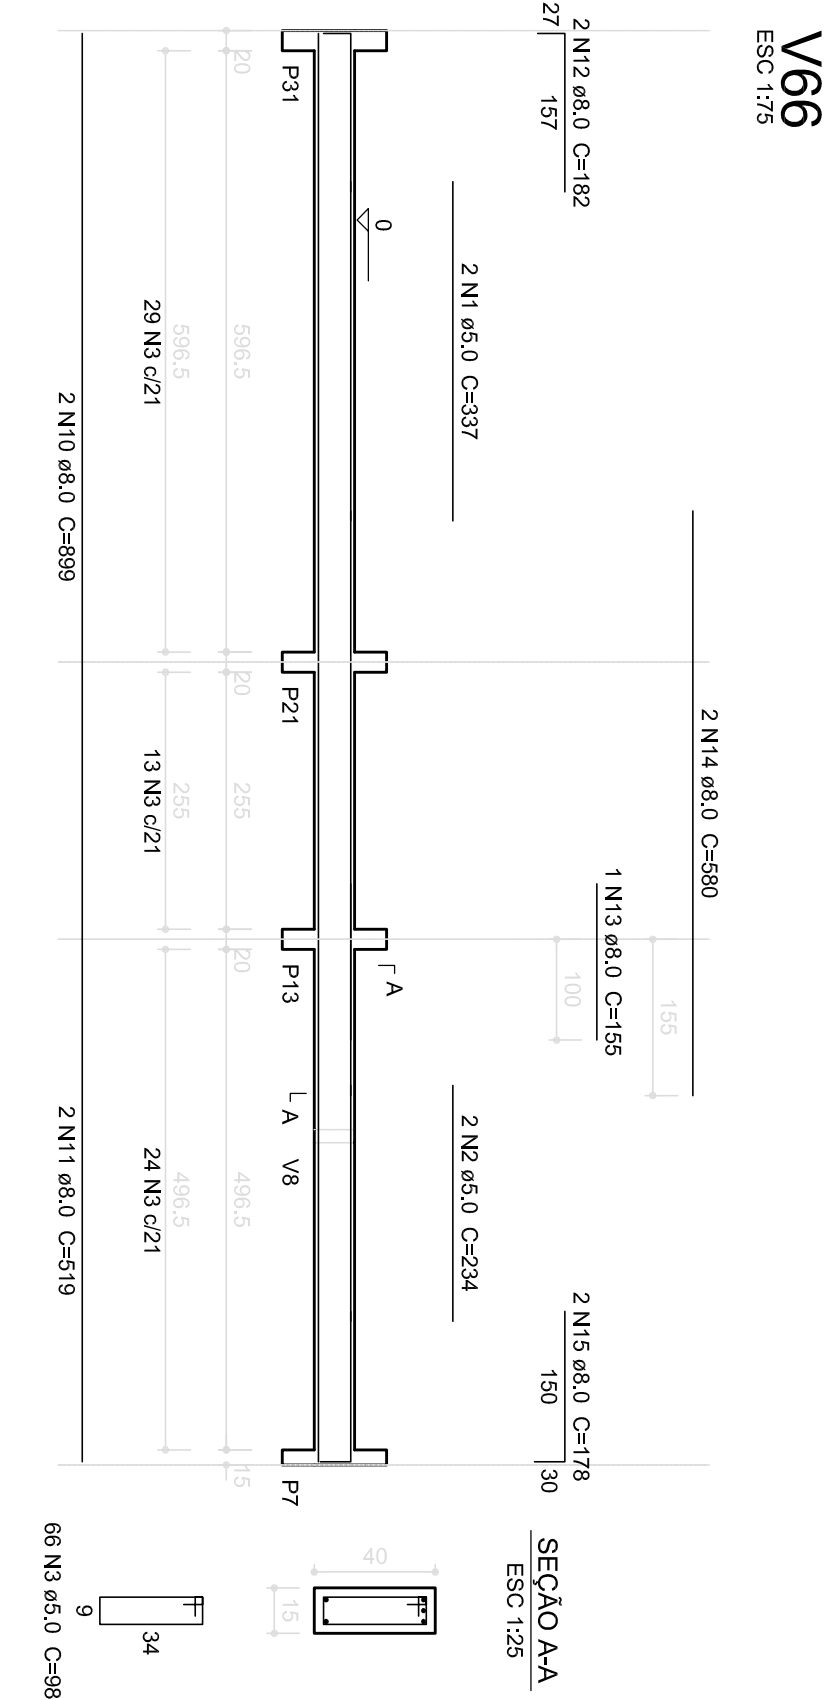 V66
ESC 1:75
2 N14 ø8.0 C=580
155
1 N13 ø8.0 C=155
100
2 N12 ø8.0 C=182
27
157
2 N15 ø8.0 C=178
150
30
2 N1 ø5.0 C=337
2 N2 ø5.0 C=234
0
A
P31
P21
P13
A
V8
P7
20
596.5
20
255
20
496.5
15
596.5
255
496.5
29 N3 c/21
13 N3 c/21
24 N3 c/21
2 N10 ø8.0 C=899
2 N11 ø8.0 C=519
SEÇÃO A-A
ESC 1:25
40
15
34
9
66 N3 ø5.0 C=98